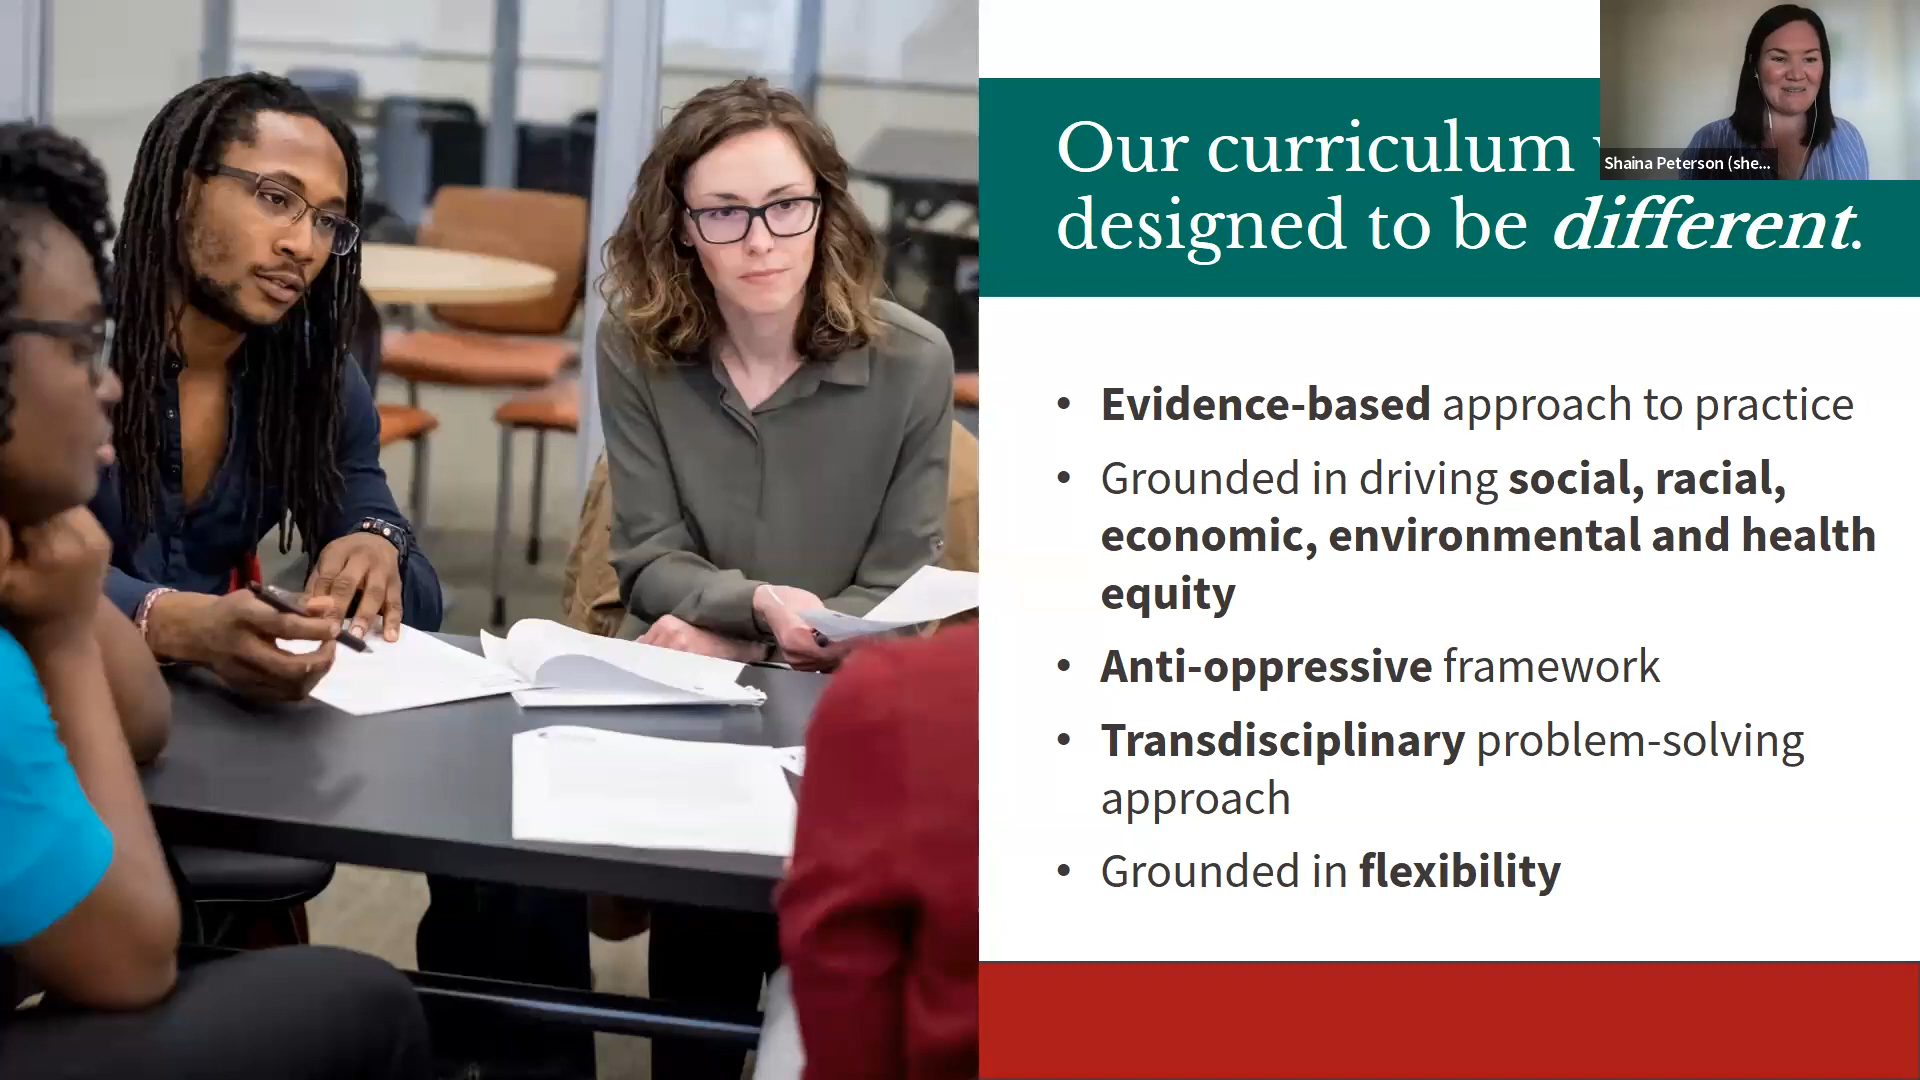 Our curriculum
designed to be different.
Shaina Peterson (she...
• Evidence-based approach to practice
• Grounded in driving social, racial,
economic, environmental and health
equity
• Anti-oppressive framework
• Transdisciplinary problem-solving
approach
• Grounded in flexibility